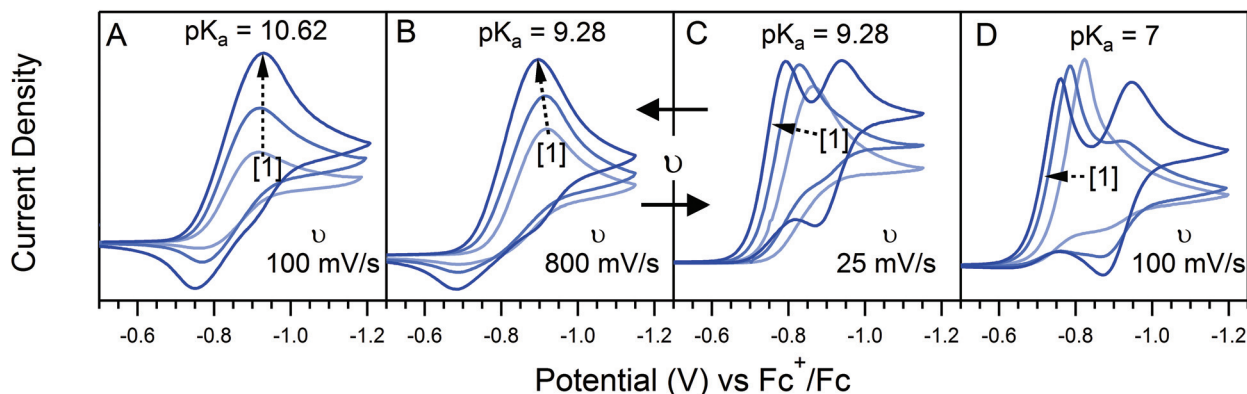 A
pKₐ = 10.62
[1]
υ
100 mV/s
B
pKₐ = 9.28
[1]
υ
800 mV/s
υ
C
pKₐ = 9.28
[1]
υ
25 mV/s
D
pKₐ = 7
[1]
υ
100 mV/s
Current Density
-0.6 -0.8 -1.0 -1.2
-0.6 -0.8 -1.0 -1.2
-0.6 -0.8 -1.0 -1.2
-0.6 -0.8 -1.0 -1.2
Potential (V) vs Fc⁺/Fc